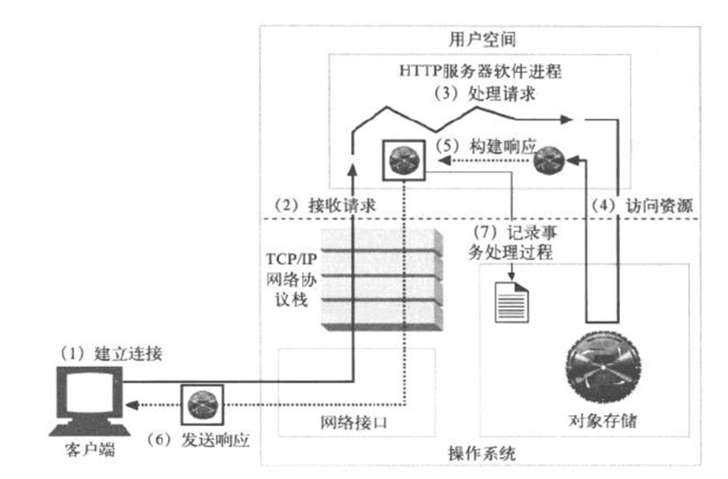 用户空间
HTTP服务器软件进程
（3）处理请求
（5）构建响应
（2）接收请求
（4）访问资源
（7）记录事
务处理过程
TCP/IP
网络协
议栈
（1）建立连接
网络接口
对象存储
（6）发送响应
客户端
操作系统